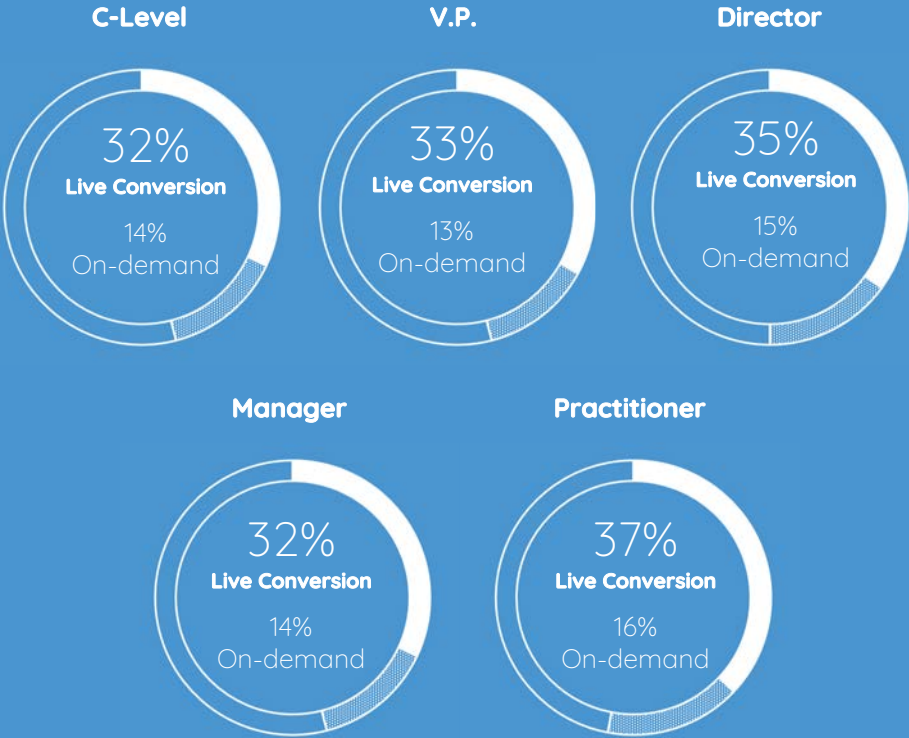 C-Level
32%
Live Conversion
14%
On-demand
V.P.
33%
Live Conversion
13%
On-demand
Director
35%
Live Conversion
15%
On-demand
Manager
32%
Live Conversion
14%
On-demand
Practitioner
37%
Live Conversion
16%
On-demand